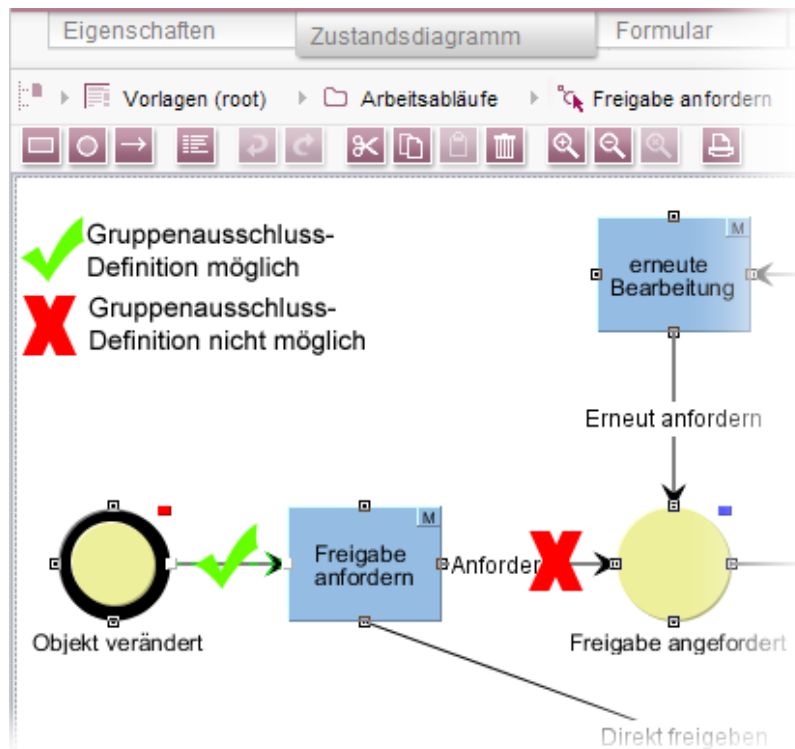 Eigenschaften
Zustandsdiagramm
Formular
Vorlagen (root)
Arbeitsabläufe
Freigabe anfordern
Gruppenausschluss-
Definition möglich
Gruppenausschluss-
Definition nicht möglich
M
erneute
Bearbeitung
Erneut anfordern
M
Freigabe
anfordern
Anforder
Objekt verändert
Freigabe angefordert
Direkt freigeben